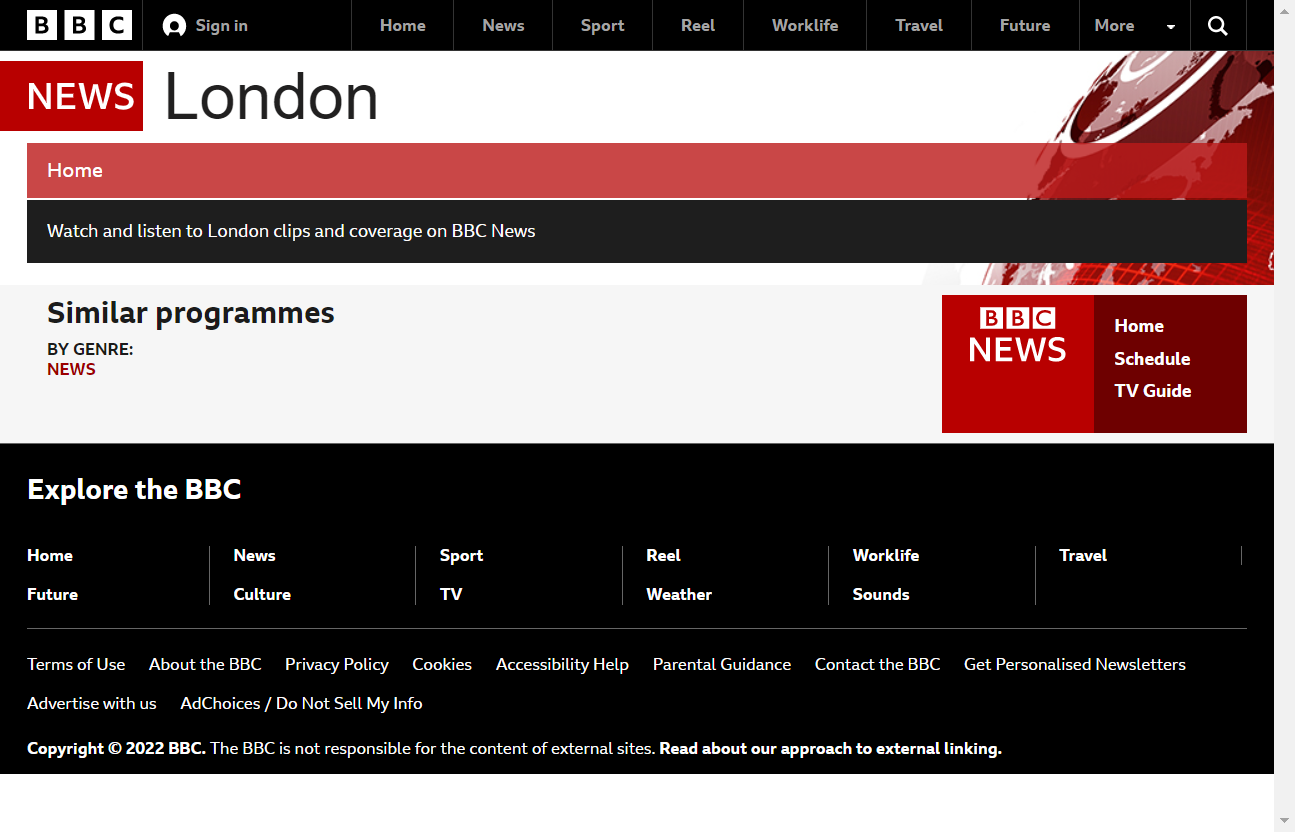 BBC Sign in Home News Sport Reel Worklife Travel Future More
NEWS London
Home
Watch and listen to London clips and coverage on BBC News
Similar programmes
BY GENRE:
NEWS
BBC
NEWS
Home
Schedule
TV Guide
Explore the BBC
Home News Sport Reel Worklife Travel
Future Culture TV Weather Sounds
Terms of Use About the BBC Privacy Policy Cookies Accessibility Help Parental Guidance Contact the BBC Get Personalised Newsletters
Advertise with us AdChoices / Do Not Sell My Info
Copyright © 2022 BBC. The BBC is not responsible for the content of external sites. Read about our approach to external linking.